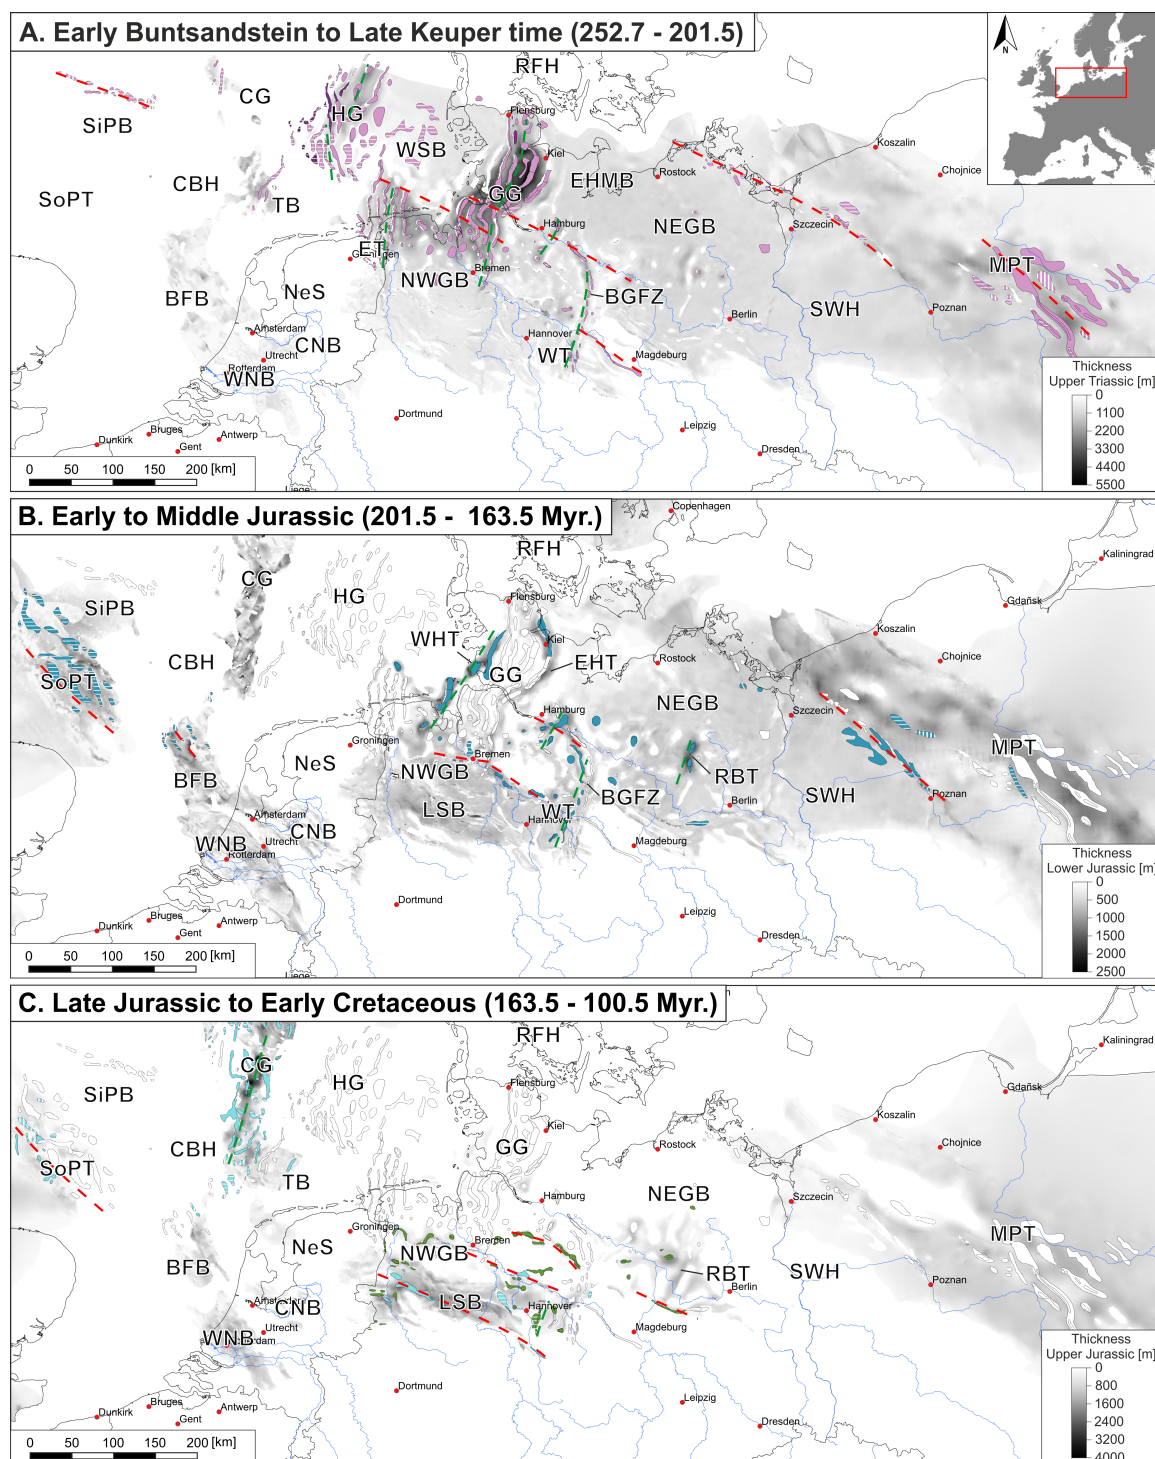 A. Early Buntsandstein to Late Keuper time (252.7 - 201.5)
N
RFH
CG
HG
Flensburg
SiPB
WSB
Koszalin
Kiel
Chojnice
CBH
EHMB
Rostock
SoPT
TB
GG
Hamburg
NEGB
Szczecin
ET
Groningen
MPT
NWGB
Bremen
NeS
BFB
BGFZ
SWH
Poznan
Amsterdam
Berlin
CNB
Hannover
Utrecht
WT
Magdeburg
Rotterdam
WNB
Thickness
Upper Triassic [m]
0
1100
2200
3300
4400
5500
Dortmund
Leipzig
Bruges
Antwerp
Dunkirk
Gent
Dresden
0 50 100 150 200 [km]
Liege
B. Early to Middle Jurassic (201.5 - 163.5 Myr.)
Copenhagen
RFH
Kaliningrad
CG
HG
Flensburg
SiPB
Gdańsk
WHT
Kiel
Koszalin
CBH
EHT
Rostock
Chojnice
SoPT
GG
NEGB
Hamburg
Szczecin
Groningen
MPT
Bremen
NeS
NWGB
BFB
RBT
BGFZ
SWH
Poznan
LSB
WT
Berlin
Amsterdam
Hannover
CNB
WNB
Utrecht
Magdeburg
Rotterdam
Thickness
Lower Jurassic [m]
0
500
1000
1500
2000
2500
Dortmund
Leipzig
Bruges
Antwerp
Dunkirk
Gent
Dresden
0 50 100 150 200 [km]
Liege
C. Late Jurassic to Early Cretaceous (163.5 - 100.5 Myr.)
RFH
Kaliningrad
CG
HG
Flensburg
SiPB
Gdańsk
Koszalin
Kiel
CBH
GG
Rostock
Chojnice
SoPT
TB
NEGB
Hamburg
Szczecin
Groningen
MPT
NeS
Bremen
NWGB
BFB
RBT
SWH
Poznan
Berlin
LSB
Amsterdam
CNB
Hannover
Utrecht
Magdeburg
WNB
Rotterdam
Thickness
Upper Jurassic [m]
0
800
1600
2400
3200
4000
Dortmund
Leipzig
Bruges
Antwerp
Dunkirk
Gent
Dresden
0 50 100 150 200 [km]